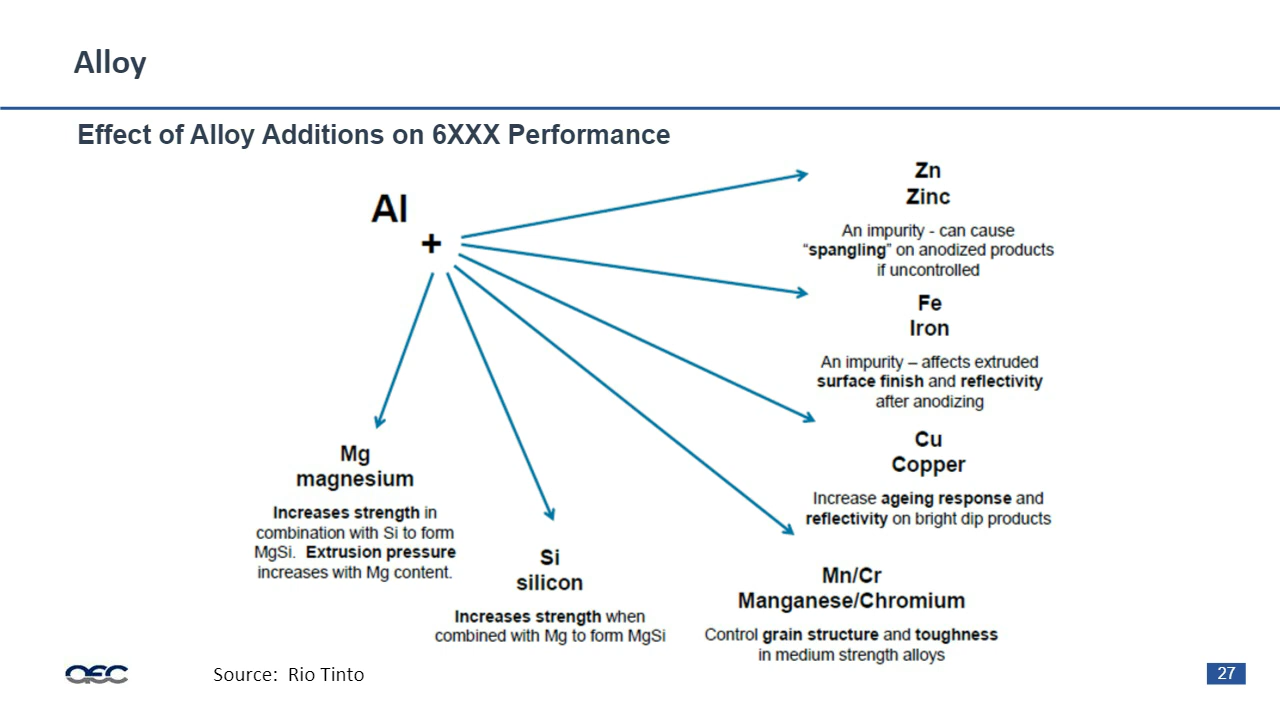 Alloy
Effect of Alloy Additions on 6XXX Performance
Al
+
Zn
Zinc
An impurity - can cause
“spangling” on anodized products
if uncontrolled
Fe
Iron
An impurity – affects extruded
surface finish and reflectivity
after anodizing
Cu
Copper
Increase ageing response and
reflectivity on bright dip products
Mg
magnesium
Increases strength in
combination with Si to form
MgSi. Extrusion pressure
increases with Mg content.
Si
silicon
Increases strength when
combined with Mg to form MgSi
Mn/Cr
Manganese/Chromium
Control grain structure and toughness
in medium strength alloys
AEC
Source: Rio Tinto
27